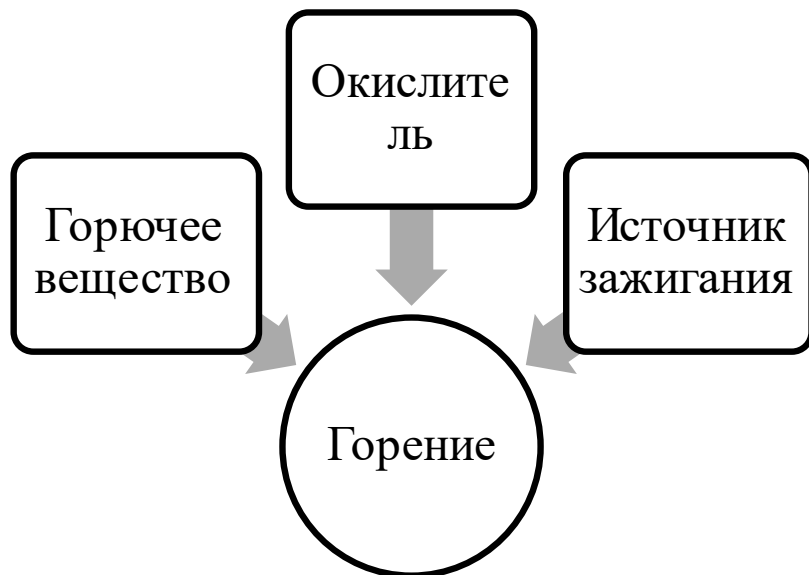 Окислите
ль
Горючее
вещество
Источник
зажигания
Горение